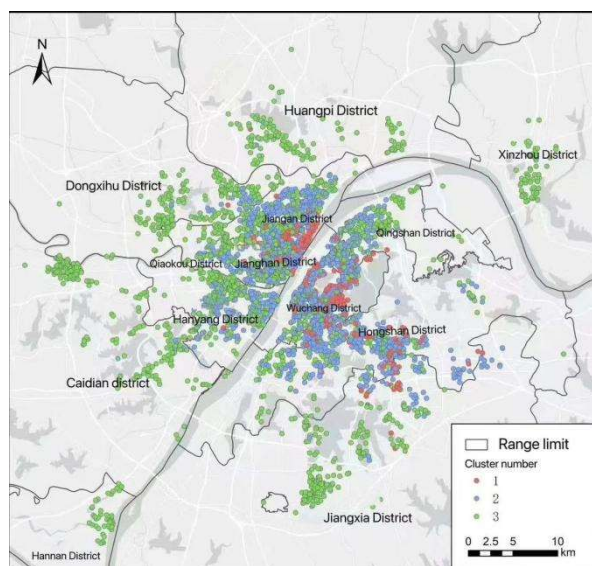 N
Huangpi District
Xinzhou District
Dongxihu District
Jiangan District
Qingshan District
Qiaokou District
Jianghan District
Wuchang District
Hanyang District
Hongshan District
Caidian district
Jiangxia District
Hannan District
Range limit
Cluster number
1
2
3
0 2.5 5 10
km